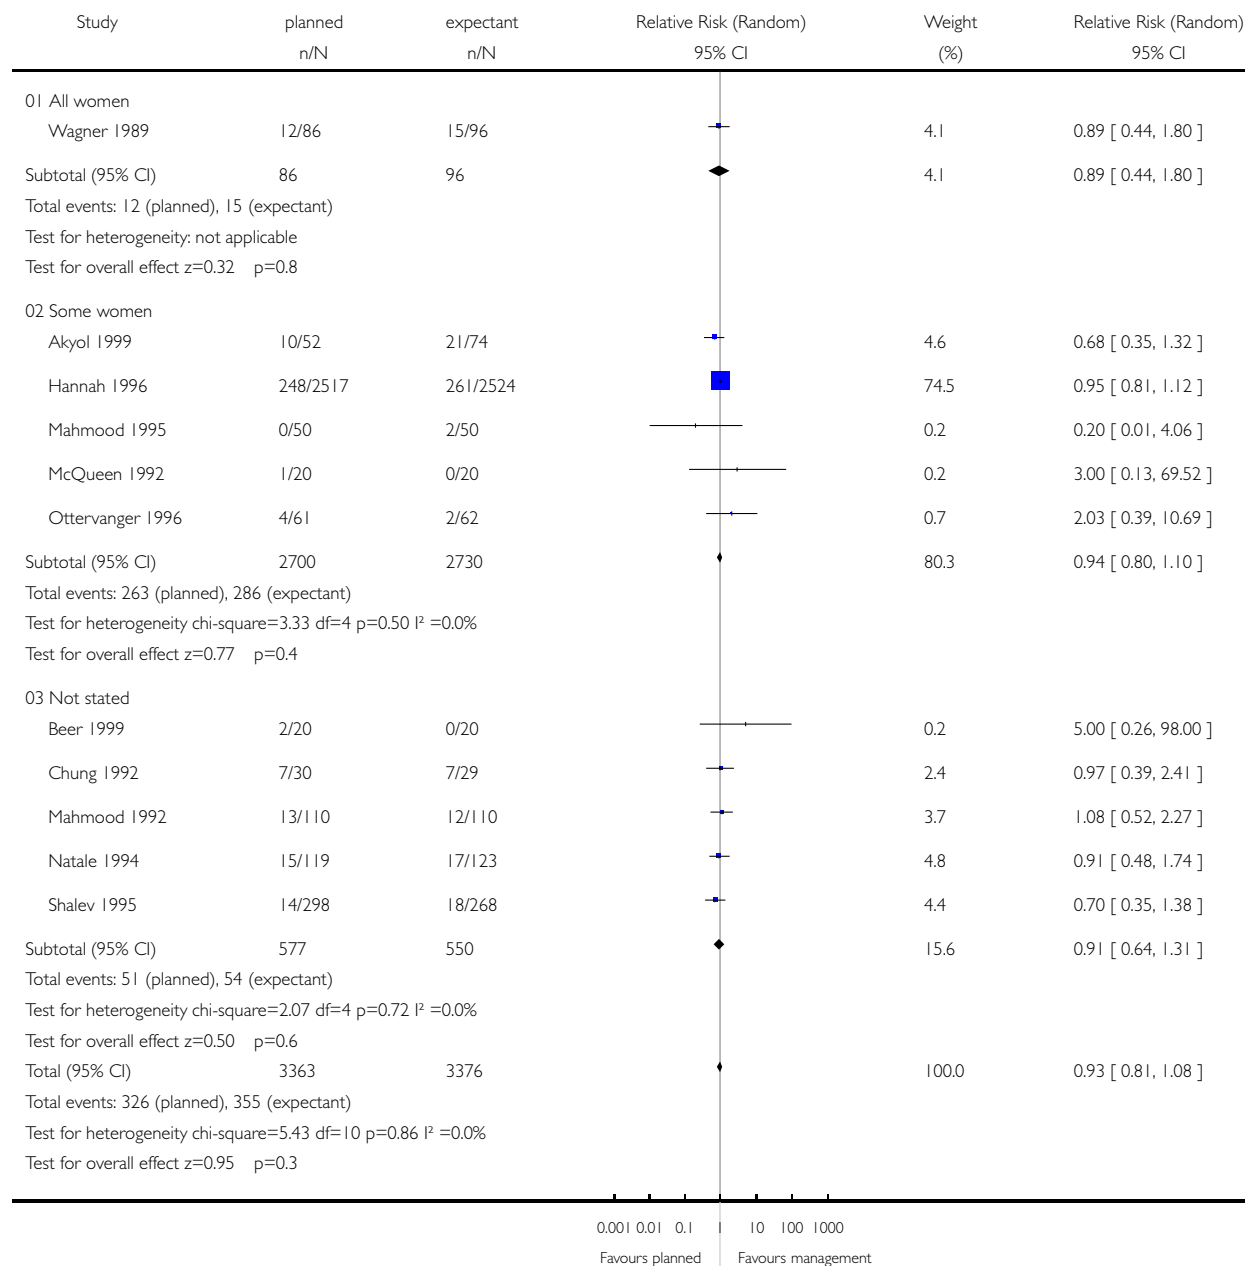 Study planned expectant Relative Risk (Random) Weight Relative Risk (Random)
n/N n/N 95% CI (%) 95% CI
01 All women
Wagner 1989 12/86 15/96 4.1 0.89 [ 0.44, 1.80 ]
Subtotal (95% CI) 86 96 4.1 0.89 [ 0.44, 1.80 ]
Total events: 12 (planned), 15 (expectant)
Test for heterogeneity: not applicable
Test for overall effect z=0.32 p=0.8
02 Some women
Akyol 1999 10/52 21/74 4.6 0.68 [ 0.35, 1.32 ]
Hannah 1996 248/2517 261/2524 74.5 0.95 [ 0.81, 1.12 ]
Mahmood 1995 0/50 2/50 0.2 0.20 [ 0.01, 4.06 ]
McQueen 1992 1/20 0/20 0.2 3.00 [ 0.13, 69.52 ]
Ottervanger 1996 4/61 2/62 0.7 2.03 [ 0.39, 10.69 ]
Subtotal (95% CI) 2700 2730 80.3 0.94 [ 0.80, 1.10 ]
Total events: 263 (planned), 286 (expectant)
Test for heterogeneity chi-square=3.33 df=4 p=0.50 I² =0.0%
Test for overall effect z=0.77 p=0.4
03 Not stated
Beer 1999 2/20 0/20 0.2 5.00 [ 0.26, 98.00 ]
Chung 1992 7/30 7/29 2.4 0.97 [ 0.39, 2.41 ]
Mahmood 1992 13/110 12/110 3.7 1.08 [ 0.52, 2.27 ]
Natale 1994 15/119 17/123 4.8 0.91 [ 0.48, 1.74 ]
Shalev 1995 14/298 18/268 4.4 0.70 [ 0.35, 1.38 ]
Subtotal (95% CI) 577 550 15.6 0.91 [ 0.64, 1.31 ]
Total events: 51 (planned), 54 (expectant)
Test for heterogeneity chi-square=2.07 df=4 p=0.72 I² =0.0%
Test for overall effect z=0.50 p=0.6
Total (95% CI) 3363 3376 100.0 0.93 [ 0.81, 1.08 ]
Total events: 326 (planned), 355 (expectant)
Test for heterogeneity chi-square=5.43 df=10 p=0.86 I² =0.0%
Test for overall effect z=0.95 p=0.3
0.001 0.01 0.1 1 10 100 1000
Favours planned Favours management